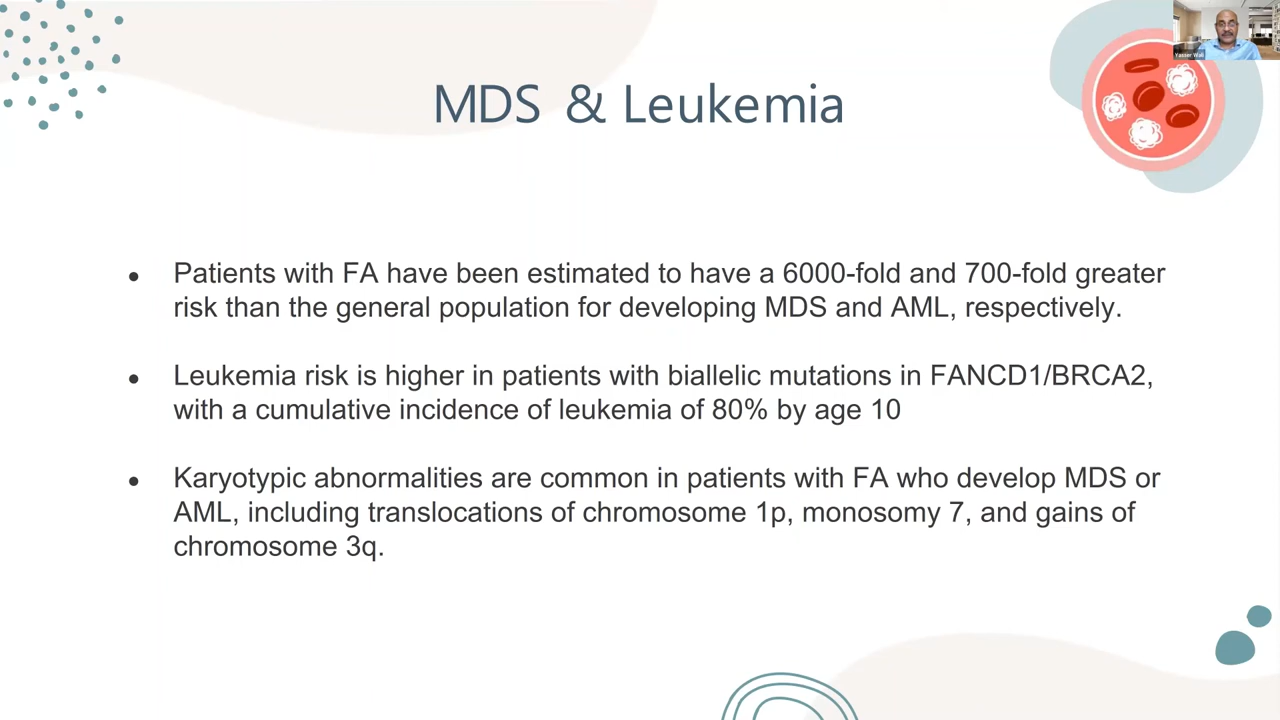 MDS & Leukemia
Yasser Wali
● Patients with FA have been estimated to have a 6000-fold and 700-fold greater
risk than the general population for developing MDS and AML, respectively.
● Leukemia risk is higher in patients with biallelic mutations in FANCD1/BRCA2,
with a cumulative incidence of leukemia of 80% by age 10
● Karyotypic abnormalities are common in patients with FA who develop MDS or
AML, including translocations of chromosome 1p, monosomy 7, and gains of
chromosome 3q.